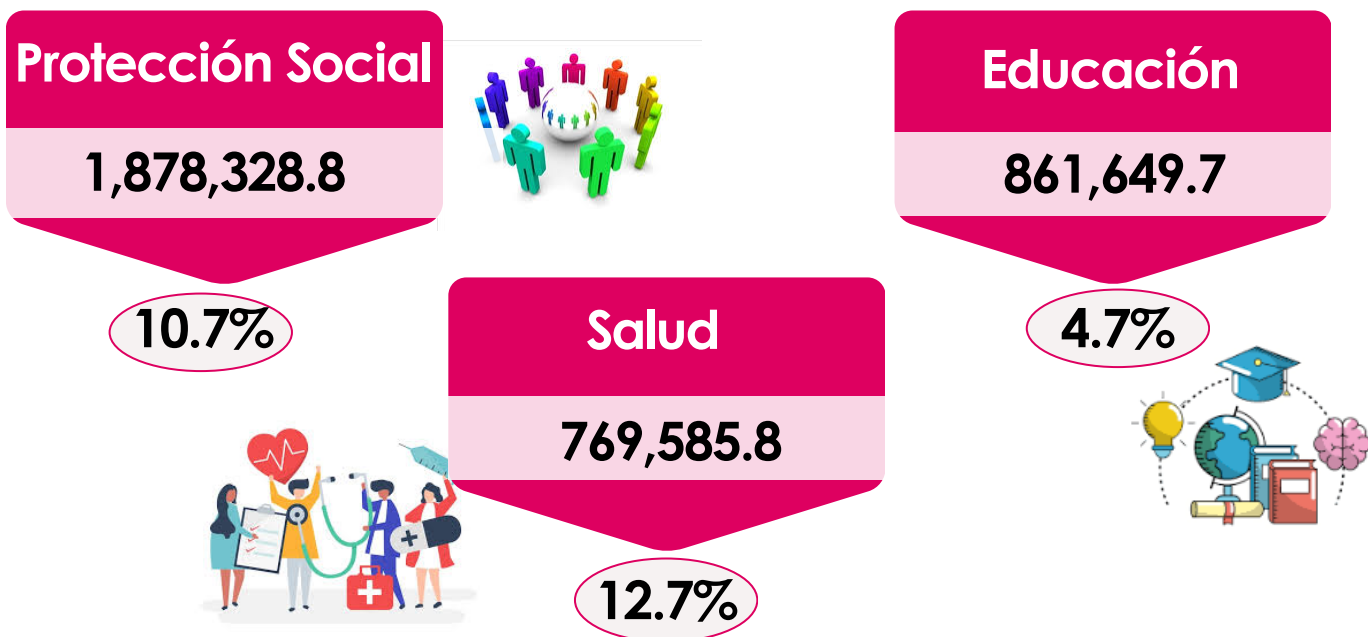 Protección Social
1,878,328.8
10.7%
Educación
861,649.7
4.7%
Salud
769,585.8
12.7%